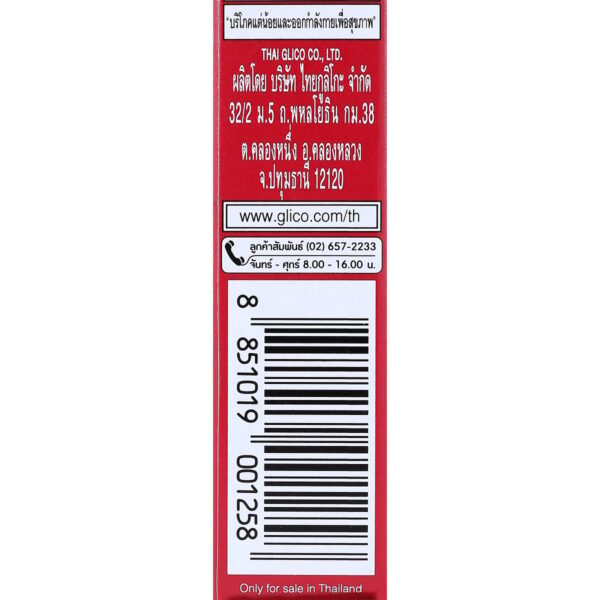 "บริโภคแต่น้อยและออกกำลังกายเพื่อสุขภาพ"
THAI GLICO CO., LTD.
ผลิตโดย บริษัท ไทยกูลิโกะ จำกัด
32/2 ม.5 ถ.พหลโยธิน กม.38
ต.คลองหนึ่ง อ.คลองหลวง
จ.ปทุมธานี 12120
www.glico.com/th
ลูกค้าสัมพันธ์ (02) 657-2233
จันทร์ - ศุกร์ 8.00 - 16.00 น.
8 851019 001258
Only for sale in Thailand